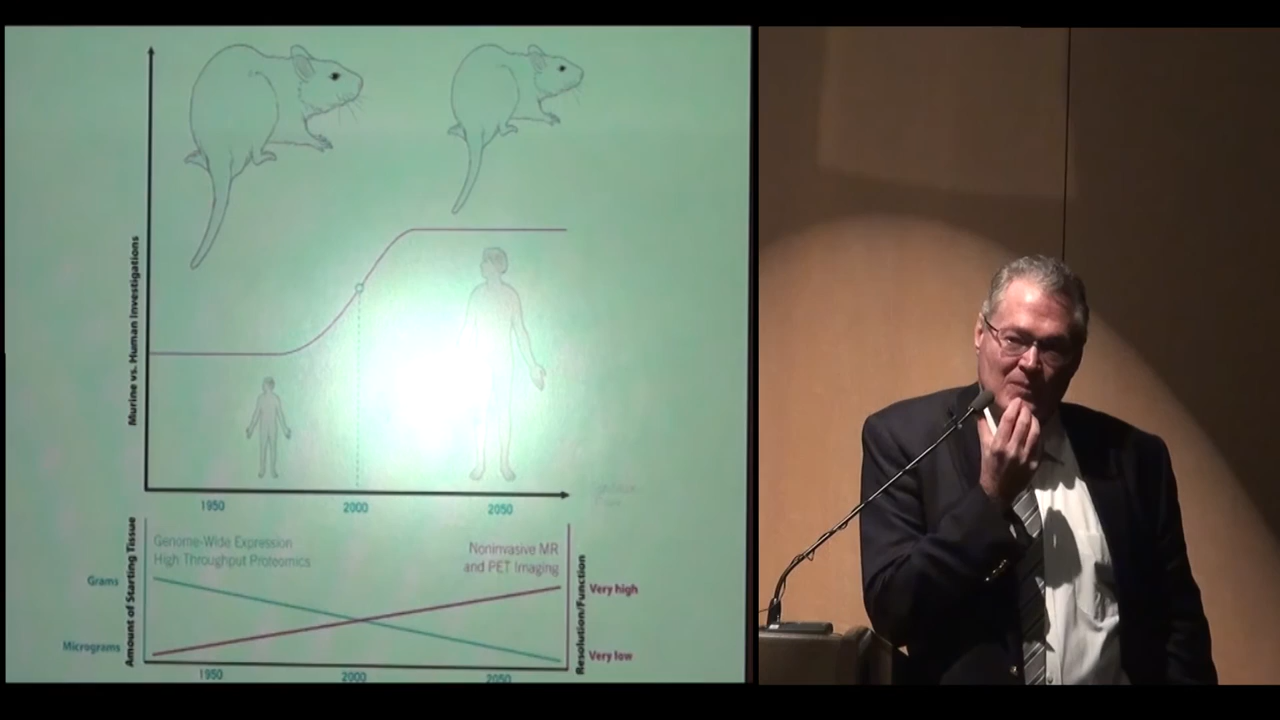 Murine vs. Human Investigations
1950
2000
2050
Amount of Starting Tissue
Grams
Micrograms
Genome-Wide Expression
High Throughput Proteomics
Noninvasive MR
and PET Imaging
Resolution/Function
Very high
Very low
1950
2000
2050